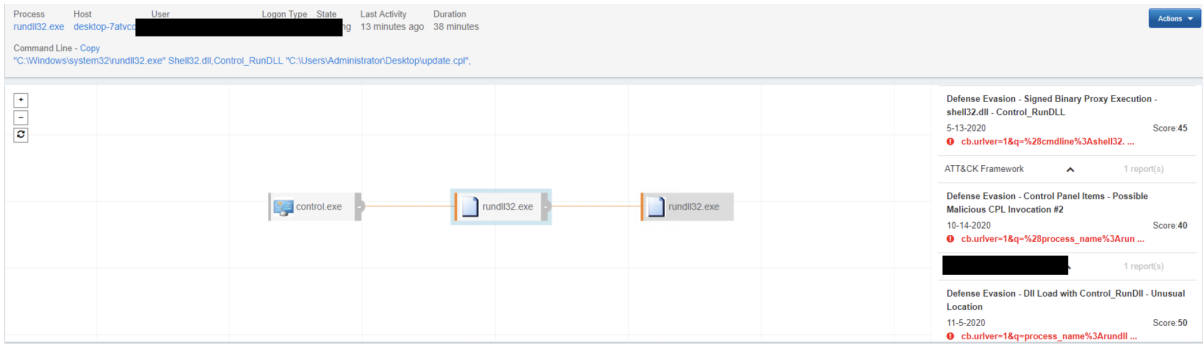 Process Host User Logon Type State Last Activity Duration
rundll32.exe desktop-7atvcd ng 13 minutes ago 38 minutes
Actions
Command Line - Copy
"C:\Windows\system32\rundll32.exe" Shell32.dll,Control_RunDLL "C:\Users\Administrator\Desktop\update.cpl",
control.exe
rundll32.exe
rundll32.exe
Defense Evasion - Signed Binary Proxy Execution -
shell32.dll - Control_RunDLL
5-13-2020 Score:45
cb.urlver=1&q=%28cmdline%3Ashell32. ...
ATT&CK Framework 1 report(s)
Defense Evasion - Control Panel Items - Possible
Malicious CPL Invocation #2
10-14-2020 Score:40
cb.urlver=1&q=%28process_name%3Arun ...
1 report(s)
Defense Evasion - Dll Load with Control_RunDll - Unusual
Location
11-5-2020 Score:50
cb.urlver=1&q=process_name%3Arundll ...